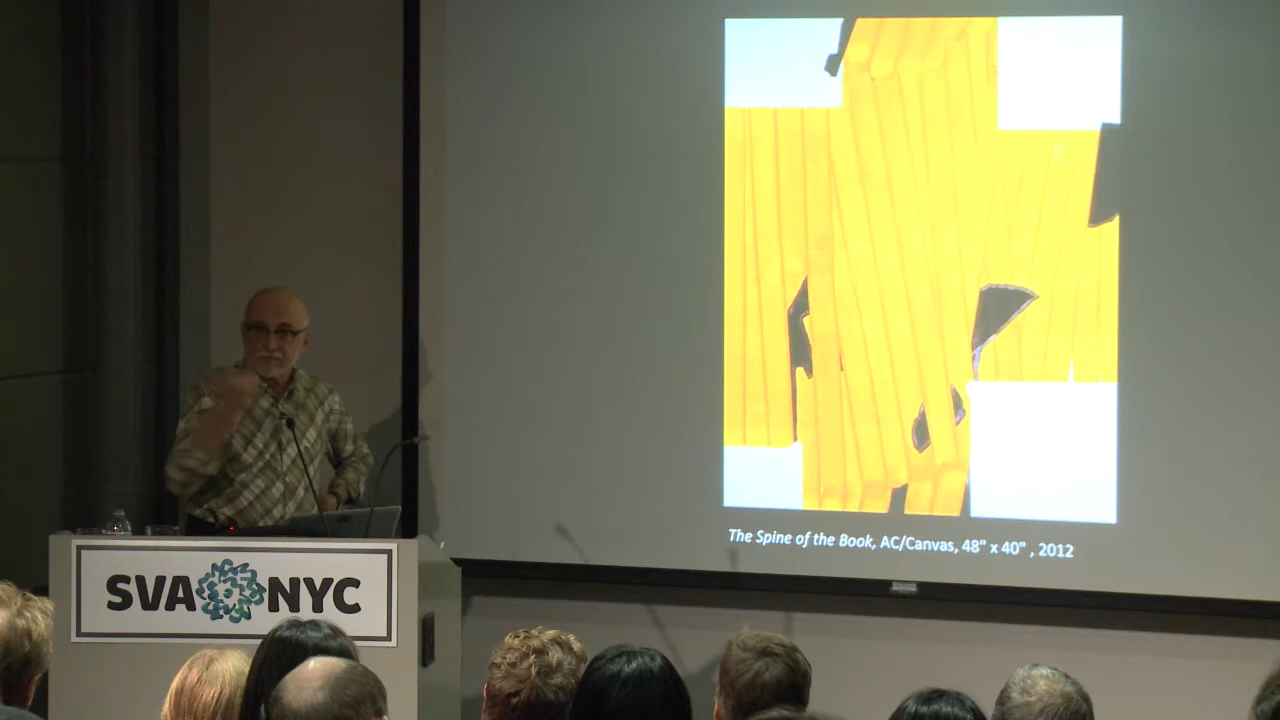 The Spine of the Book, AC/Canvas, 48" x 40" , 2012
SVA NYC